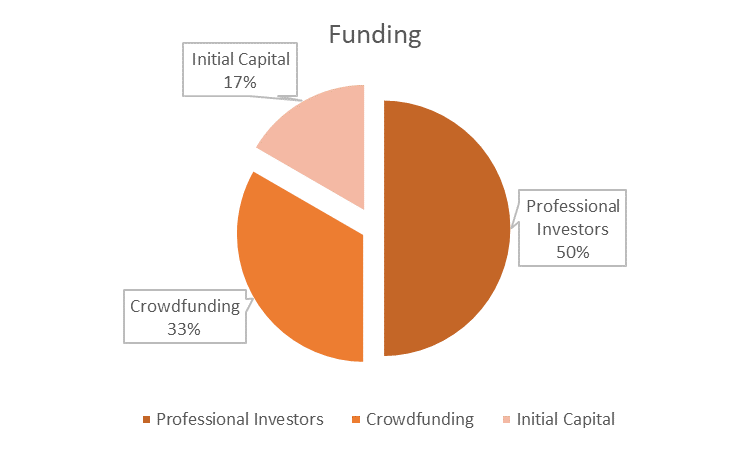 Funding
Initial Capital
17%
Professional
Investors
50%
Crowdfunding
33%
Professional Investors Crowdfunding Initial Capital